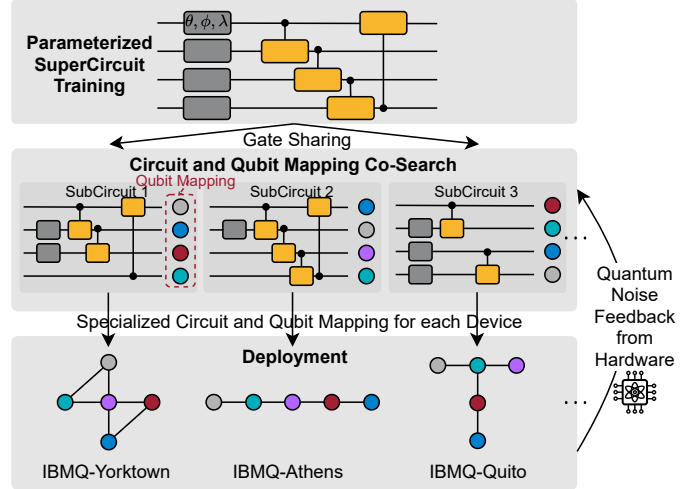 Parameterized
SuperCircuit
Training
θ, ϕ, λ
Gate Sharing
Circuit and Qubit Mapping Co-Search
SubCircuit 1
Qubit Mapping
SubCircuit 2
SubCircuit 3
...
Quantum
Noise
Feedback
from
Hardware
Specialized Circuit and Qubit Mapping for each Device
Deployment
...
IBMQ-Yorktown
IBMQ-Athens
IBMQ-Quito